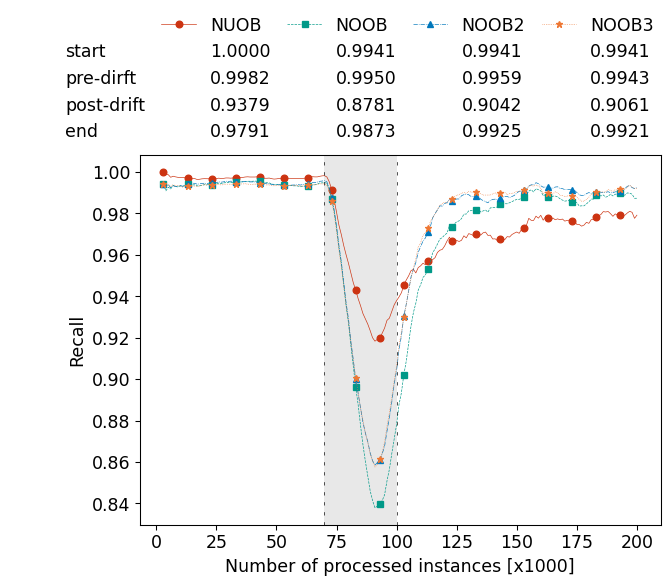 NUOB NOOB NOOB2 NOOB3
start 1.0000 0.9941 0.9941 0.9941
pre-dirft 0.9982 0.9950 0.9959 0.9943
post-drift 0.9379 0.8781 0.9042 0.9061
end 0.9791 0.9873 0.9925 0.9921
1.00
0.98
0.96
0.94
0.92
0.90
0.88
0.86
0.84
Recall
0 25 50 75 100 125 150 175 200
Number of processed instances [x1000]